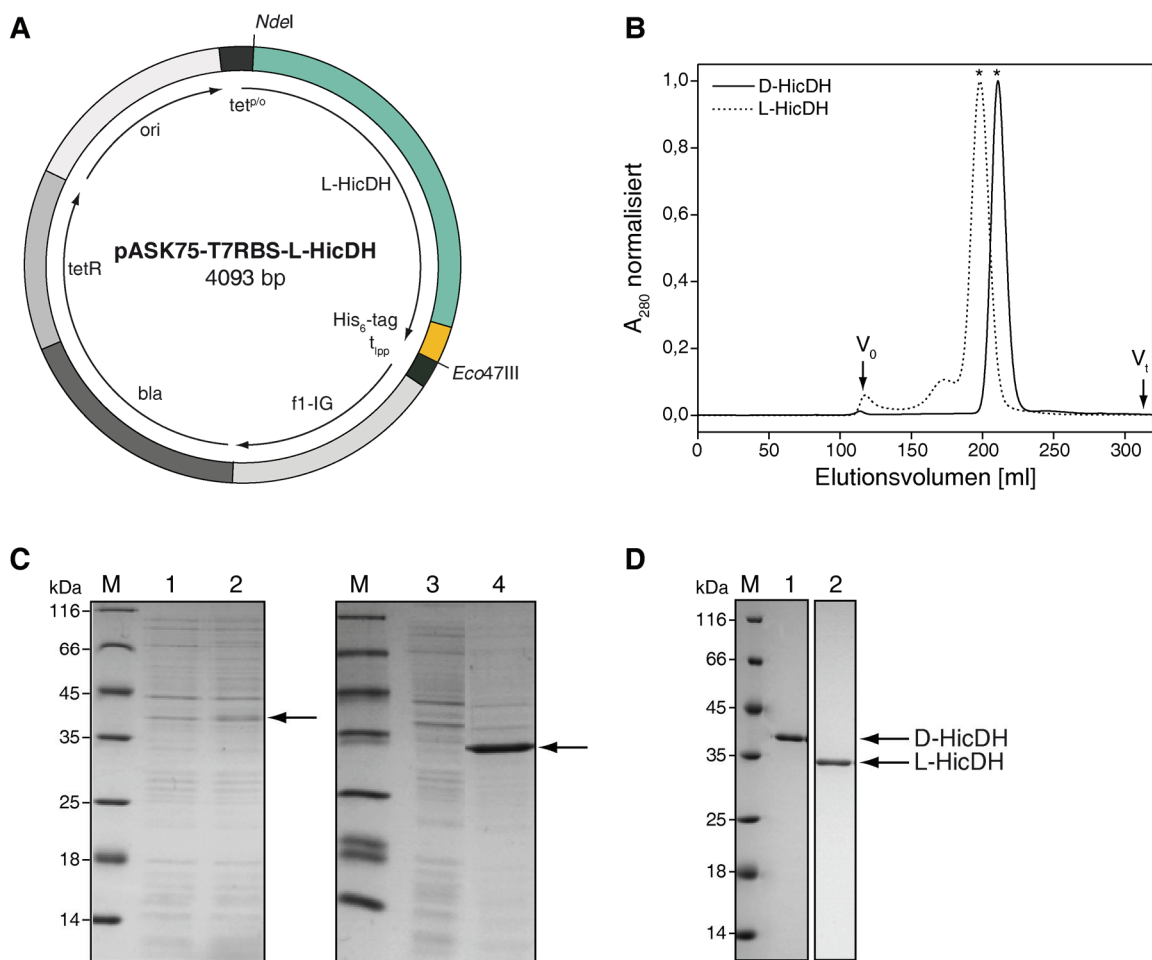 A
NdeI
tet^p/o
ori
L-HicDH
pASK75-T7RBS-L-HicDH
4093 bp
tetR
His₆-tag
t_lpp
Eco47III
bla
f1-IG
B
* *
D-HicDH
L-HicDH
1,0
0,8
0,6
0,4
0,2
0,0
A₂₈₀ normalisiert
V₀
Vₜ
0 50 100 150 200 250 300
Elutionsvolumen [ml]
C
kDa M 1 2 M 3 4
116
66
45
35
25
18
14
D
kDa M 1 2
116
66
45
35
25
18
14
D-HicDH
L-HicDH